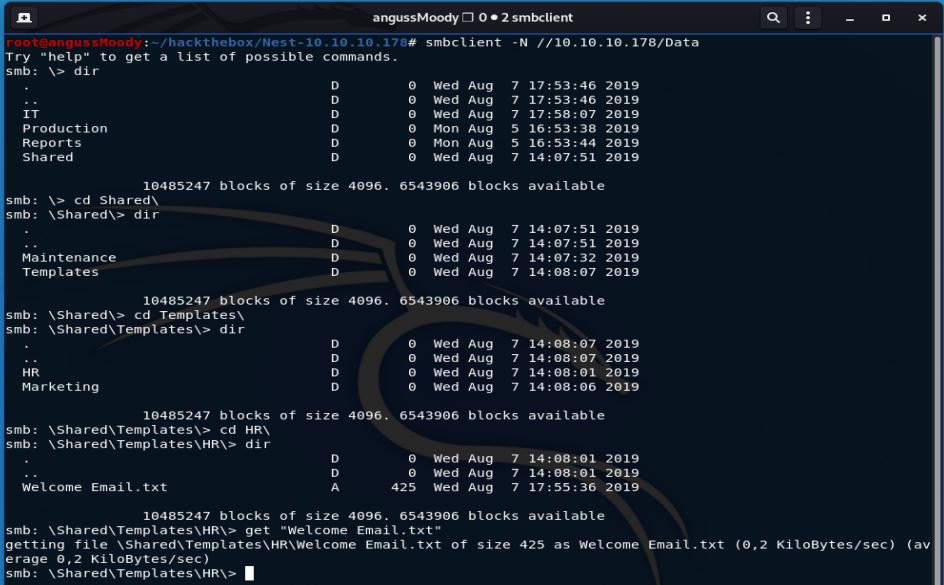 angussMoody ❐ 0 ● 2 smbclient
root@angussMoody:~/hackthebox/Nest-10.10.10.178# smbclient -N //10.10.10.178/Data
Try "help" to get a list of possible commands.
smb: \> dir
  .                                   D        0  Wed Aug  7 17:53:46 2019
  ..                                  D        0  Wed Aug  7 17:53:46 2019
  IT                                  D        0  Wed Aug  7 17:58:07 2019
  Production                          D        0  Mon Aug  5 16:53:38 2019
  Reports                             D        0  Mon Aug  5 16:53:44 2019
  Shared                              D        0  Wed Aug  7 14:07:51 2019
                10485247 blocks of size 4096. 6543906 blocks available
smb: \> cd Shared\
smb: \Shared\> dir
  .                                   D        0  Wed Aug  7 14:07:51 2019
  ..                                  D        0  Wed Aug  7 14:07:51 2019
  Maintenance                         D        0  Wed Aug  7 14:07:32 2019
  Templates                           D        0  Wed Aug  7 14:08:07 2019
                10485247 blocks of size 4096. 6543906 blocks available
smb: \Shared\> cd Templates\
smb: \Shared\Templates\> dir
  .                                   D        0  Wed Aug  7 14:08:07 2019
  ..                                  D        0  Wed Aug  7 14:08:07 2019
  HR                                  D        0  Wed Aug  7 14:08:01 2019
  Marketing                           D        0  Wed Aug  7 14:08:06 2019
                10485247 blocks of size 4096. 6543906 blocks available
smb: \Shared\Templates\> cd HR\
smb: \Shared\Templates\HR\> dir
  .                                   D        0  Wed Aug  7 14:08:01 2019
  ..                                  D        0  Wed Aug  7 14:08:01 2019
  Welcome Email.txt                   A      425  Wed Aug  7 17:55:36 2019
                10485247 blocks of size 4096. 6543906 blocks available
smb: \Shared\Templates\HR\> get "Welcome Email.txt"
getting file \Shared\Templates\HR\Welcome Email.txt of size 425 as Welcome Email.txt (0,2 KiloBytes/sec) (av
erage 0,2 KiloBytes/sec)
smb: \Shared\Templates\HR\>